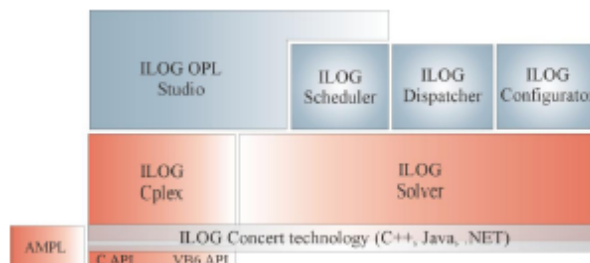 ILOG OPL
Studio
ILOG
Scheduler
ILOG
Dispatcher
ILOG
Configurator
ILOG
Cplex
ILOG
Solver
AMPL
ILOG Concert technology (C++, Java, .NET)
C API
VB6 API